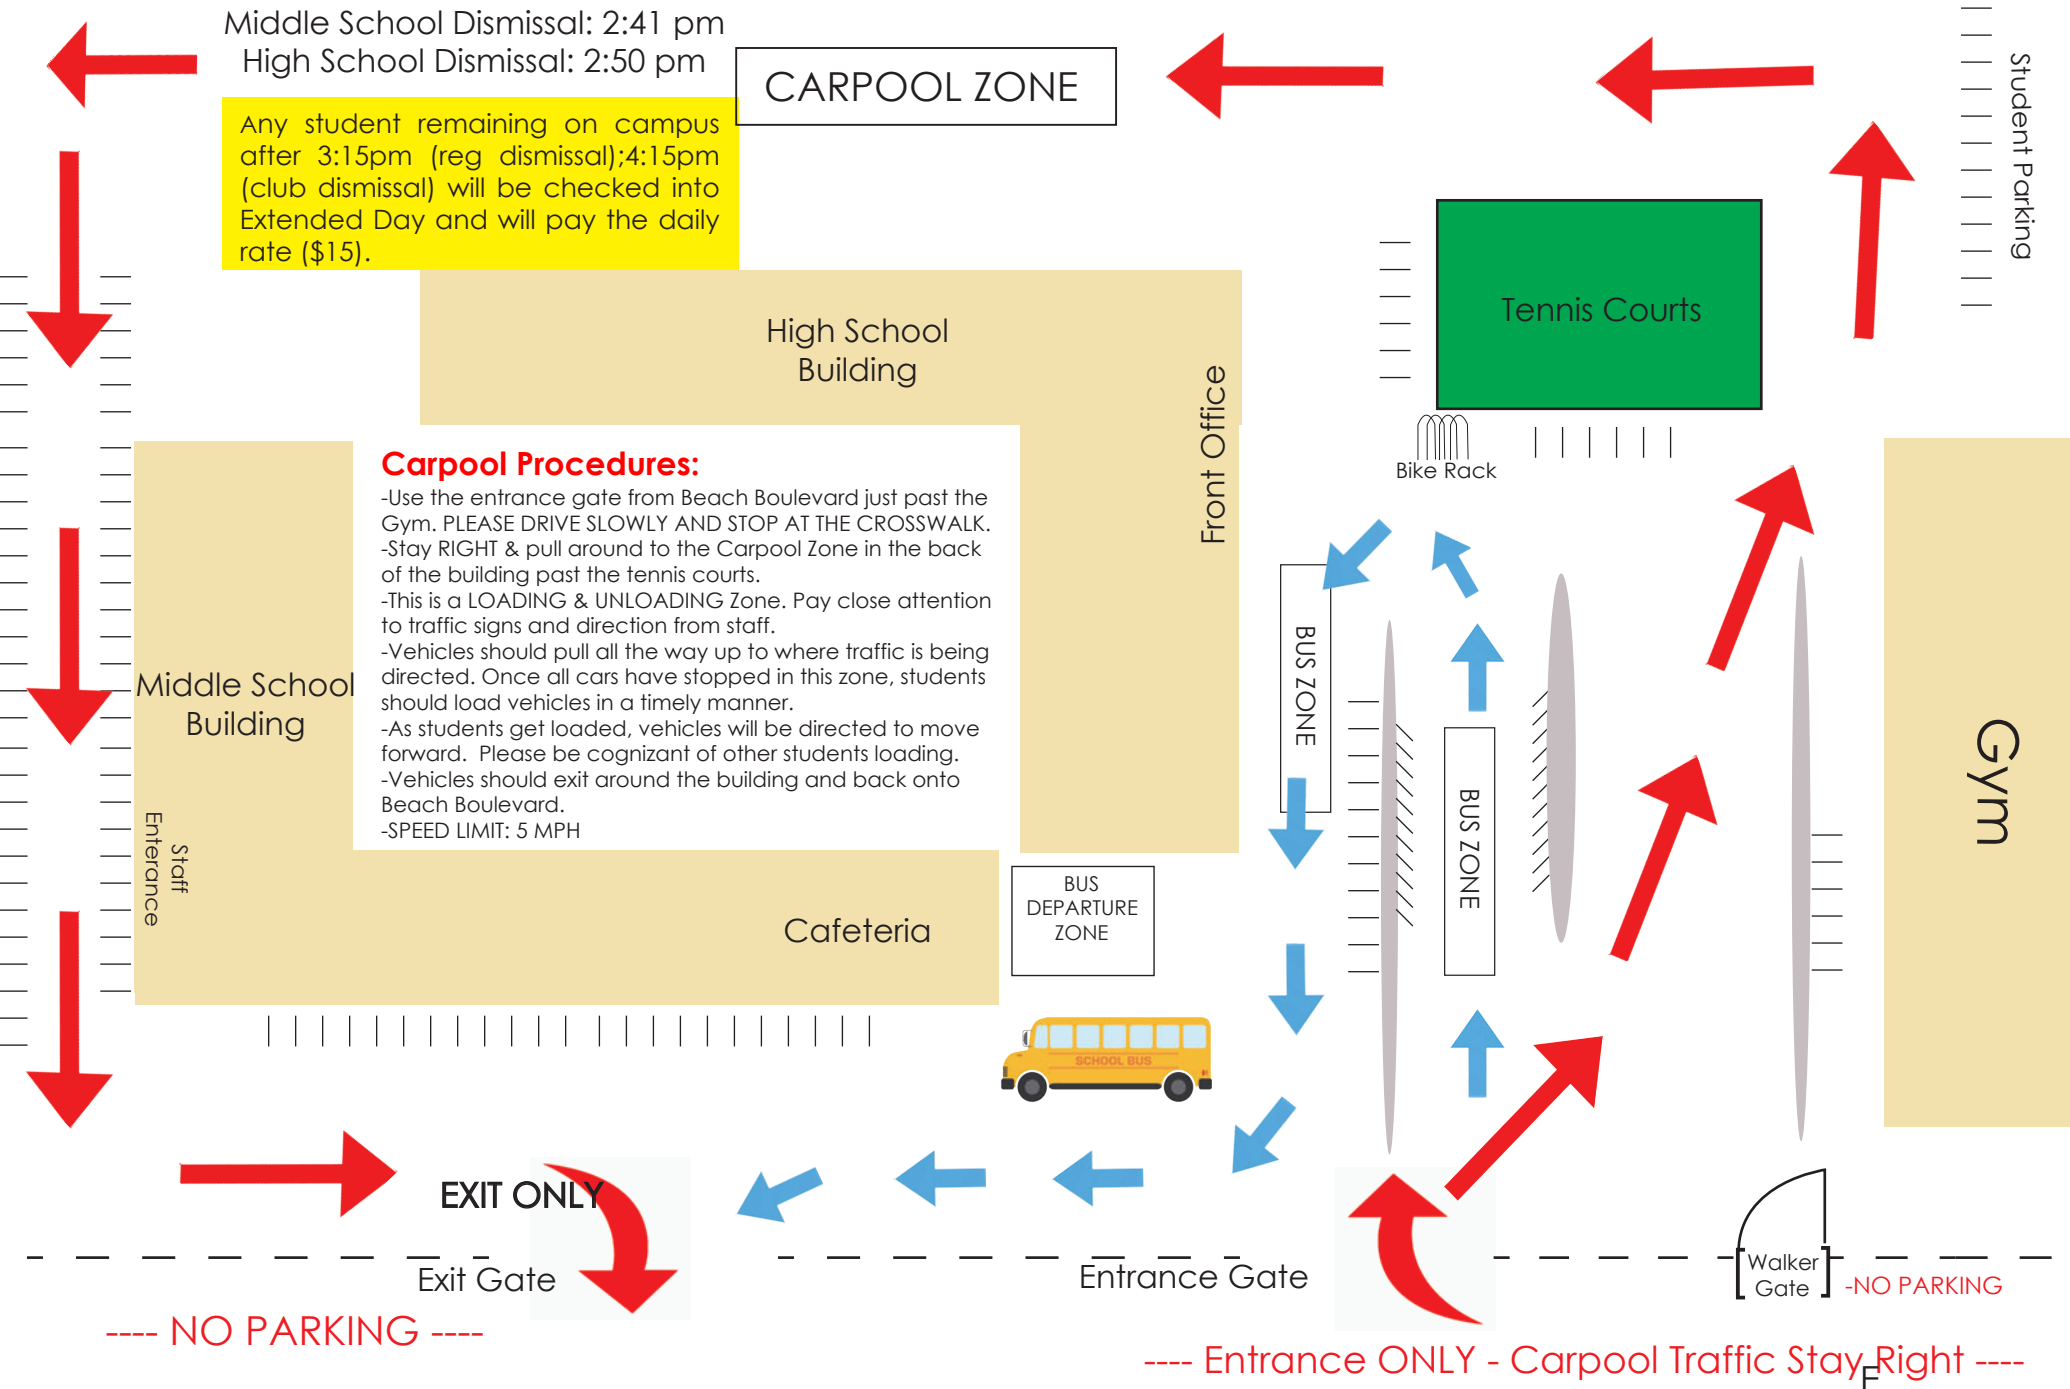 Middle School Dismissal: 2:41 pm
High School Dismissal: 2:50 pm
CARPOOL ZONE
Any student remaining on campus
after 3:15pm (reg dismissal);4:15pm
(club dismissal) will be checked into
Extended Day and will pay the daily
rate ($15).
Student Parking
High School
Building
Tennis Courts
Front Office
Bike Rack
Carpool Procedures:
-Use the entrance gate from Beach Boulevard just past the
Gym. PLEASE DRIVE SLOWLY AND STOP AT THE CROSSWALK.
-Stay RIGHT & pull around to the Carpool Zone in the back
of the building past the tennis courts.
-This is a LOADING & UNLOADING Zone. Pay close attention
to traffic signs and direction from staff.
-Vehicles should pull all the way up to where traffic is being
directed. Once all cars have stopped in this zone, students
should load vehicles in a timely manner.
-As students get loaded, vehicles will be directed to move
forward.  Please be cognizant of other students loading.
-Vehicles should exit around the building and back onto
Beach Boulevard.
-SPEED LIMIT: 5 MPH
Middle School
Building
Staff
Enterance
Cafeteria
BUS
DEPARTURE
ZONE
BUS ZONE
BUS ZONE
Gym
SCHOOL BUS
EXIT ONLY
Exit Gate
---- NO PARKING ----
Entrance Gate
Walker
Gate
-NO PARKING
---- Entrance ONLY - Carpool Traffic Stay Right ----
F